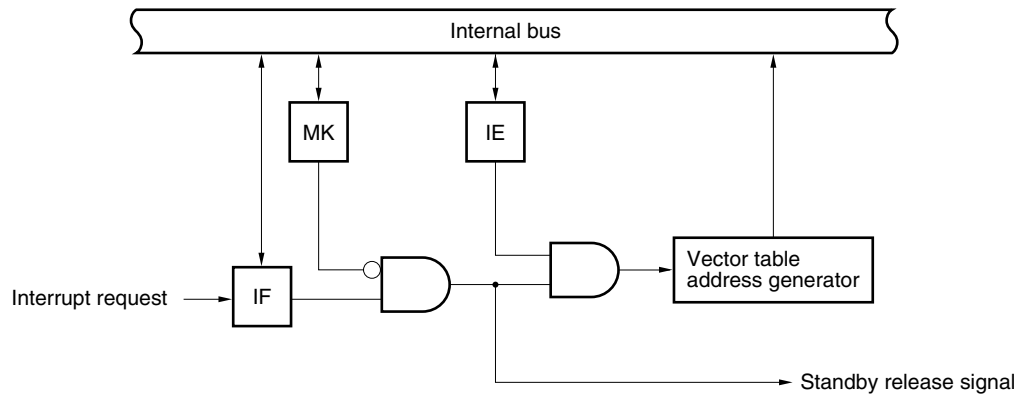 Internal bus
MK
IE
Vector table
address generator
Interrupt request
IF
Standby release signal